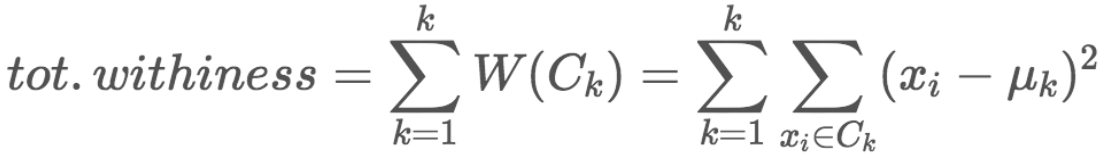 tot. withiness = \sum_{k=1}^{k} W(C_k) = \sum_{k=1}^{k} \sum_{x_i \in C_k} (x_i - \mu_k)^2